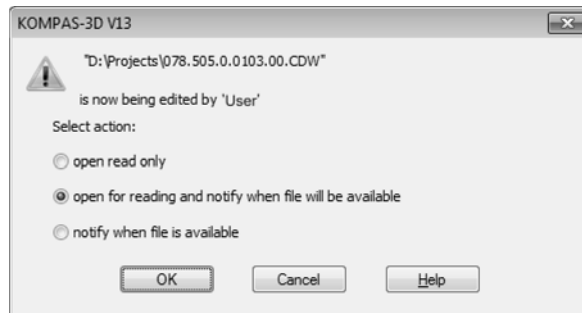 KOMPAS-3D V13
"D:\Projects\078.505.0.0103.00.CDW"
is now being edited by 'User'
Select action:
open read only
open for reading and notify when file will be available
notify when file is available
OK Cancel Help